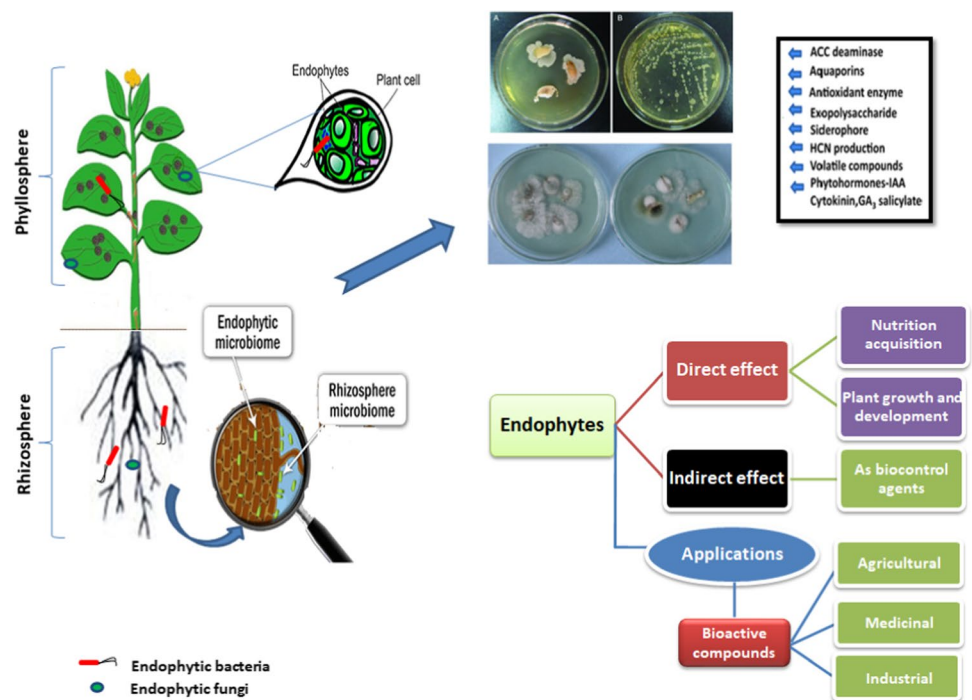 Phyllosphere
Rhizosphere
Endophytes
Plant cell
Endophytic
microbiome
Rhizosphere
microbiome
Endophytic bacteria
Endophytic fungi
A
B
ACC deaminase
Aquaporins
Antioxidant enzyme
Exopolysaccharide
Siderophore
HCN production
Volatile compounds
Phytohormones-IAA
Cytokinin,GA₃ salicylate
Endophytes
Direct effect
Nutrition
acquisition
Plant growth and
development
Indirect effect
As biocontrol
agents
Applications
Bioactive
compounds
Agricultural
Medicinal
Industrial